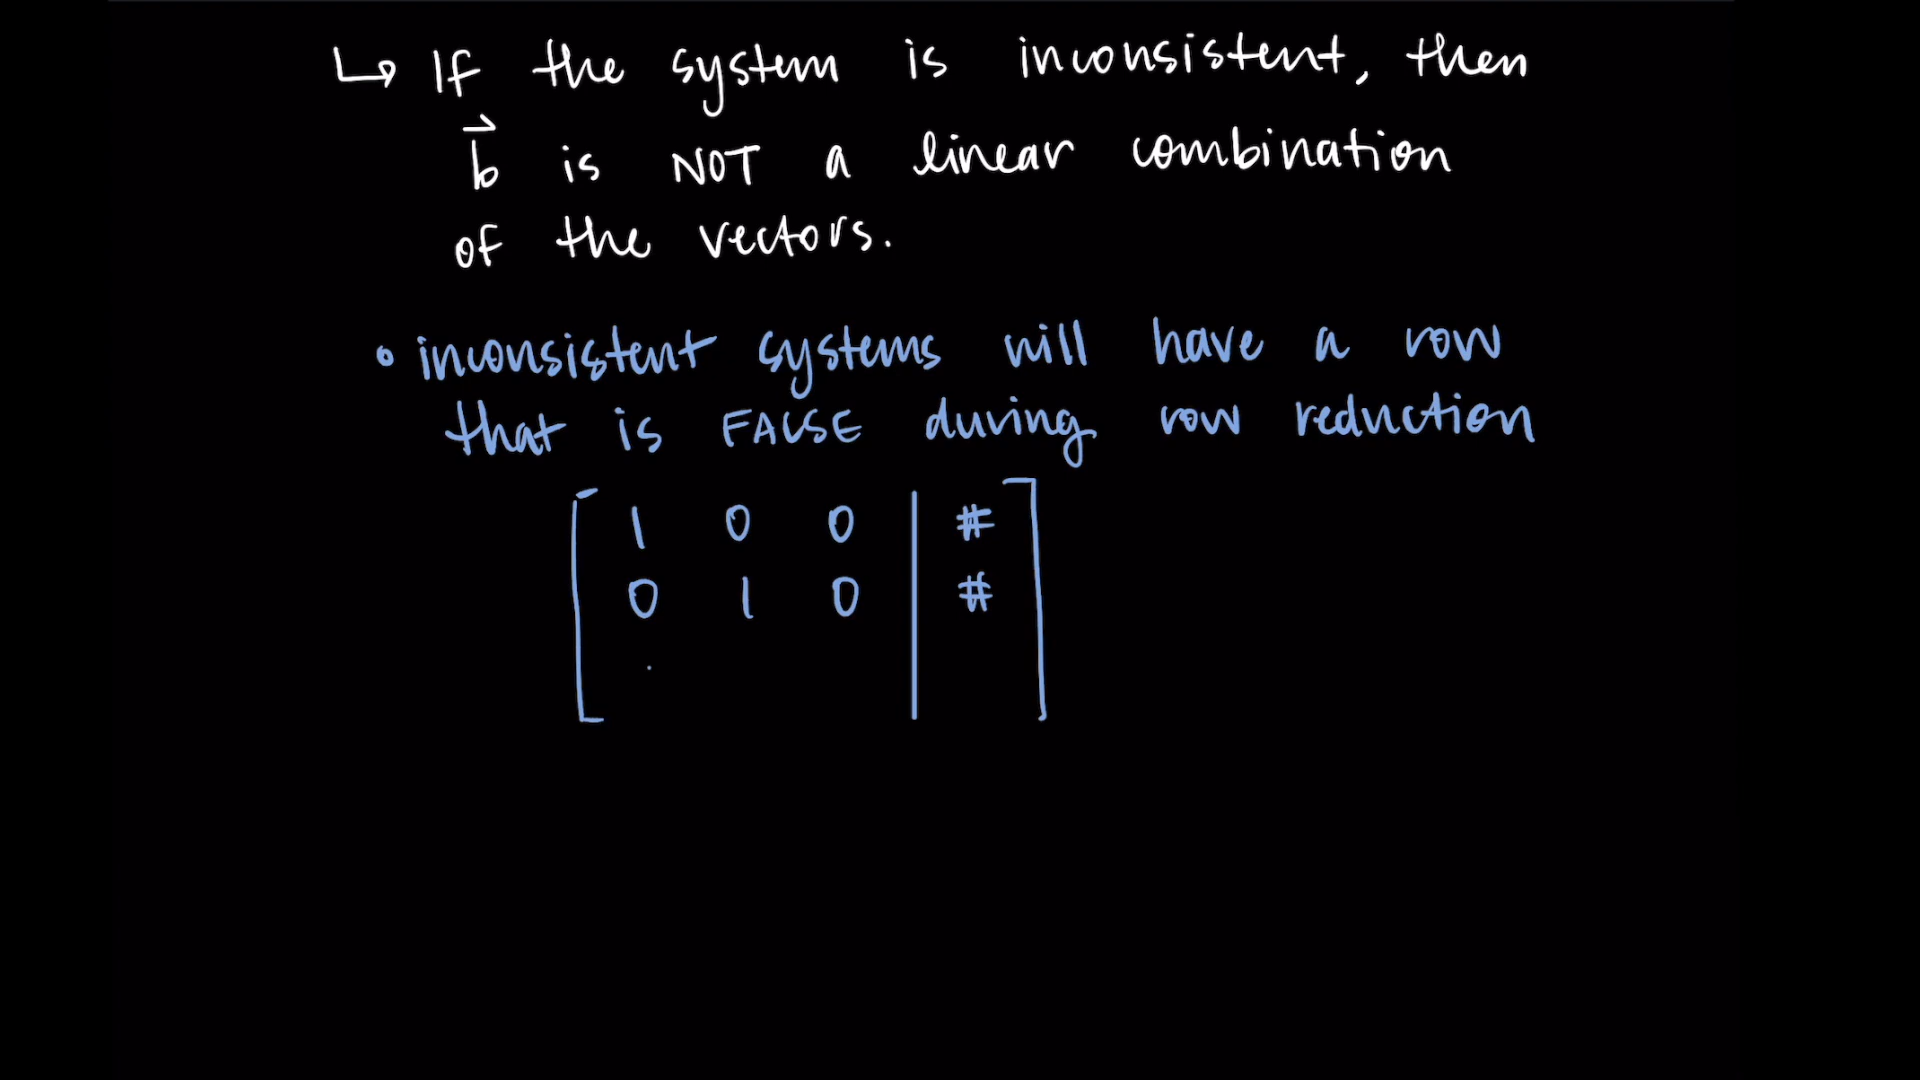 ↳ If the system is inconsistent, then
b⃗ is NOT a linear combination
of the vectors.
• inconsistent systems will have a row
that is FALSE during row reduction
1 0 0 | #
0 1 0 | #